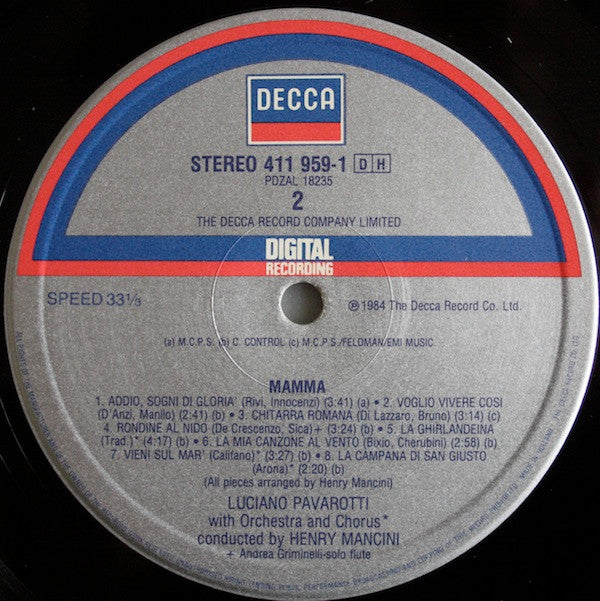 DECCA
STEREO 411 959-1 D H
PDZAL 18235
2
THE DECCA RECORD COMPANY LIMITED
DIGITAL
RECORDING
SPEED 33⅓
℗ 1984 The Decca Record Co. Ltd.
(a) M.C.P.S. (b) C. CONTROL (c) M.C.P.S./FELDMAN/EMI MUSIC
MAMMA
1. ADDIO, SOGNI DI GLORIA' (Rivi, Innocenzi) (3:41) (a) • 2. VOGLIO VIVERE COSI
(D'Anzi, Manlio) (2:41) (b) • 3. CHITARRA ROMANA (Di Lazzaro, Bruno) (3:14) (c)
4. RONDINE AL NIDO (De Crescenzo, Sica)+ (3:24) (b) • 5. LA GHIRLANDEINA
(Trad.)* (4:17) (b) • 6. LA MIA CANZONE AL VENTO (Bixio, Cherubini) (2:58) (b)
7. VIENI SUL MAR' (Califano)* (3:27) (b) • 8. LA CAMPANA DI SAN GIUSTO
(Arona)* (2:20) (b)
(All pieces arranged by Henry Mancini)
LUCIANO PAVAROTTI
with Orchestra and Chorus*
conducted by HENRY MANCINI
+ Andrea Griminelli-solo flute
MADE IN HOLLAND